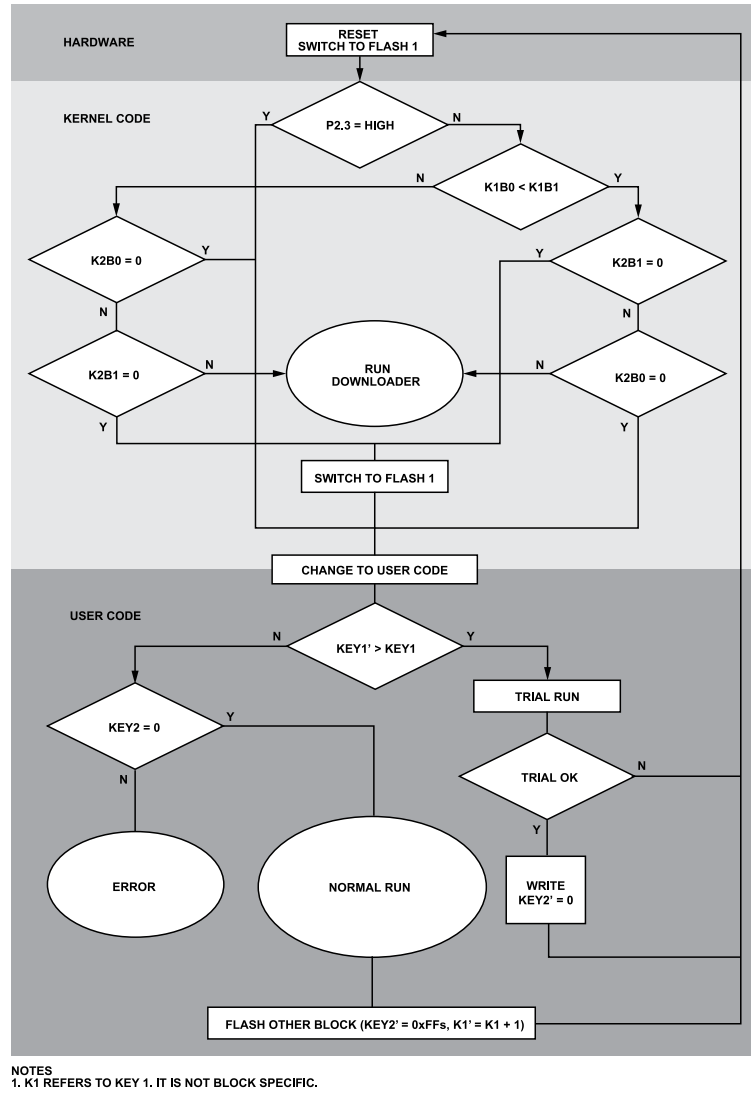 HARDWARE
RESET
SWITCH TO FLASH 1
KERNEL CODE
Y
P2.3 = HIGH
N
N
K1B0 < K1B1
Y
K2B0 = 0
Y
Y
K2B1 = 0
N
N
K2B1 = 0
N
RUN
DOWNLOADER
N
K2B0 = 0
Y
Y
SWITCH TO FLASH 1
CHANGE TO USER CODE
USER CODE
N
KEY1’ > KEY1
Y
TRIAL RUN
KEY2 = 0
Y
N
TRIAL OK
N
Y
ERROR
NORMAL RUN
WRITE
KEY2’ = 0
FLASH OTHER BLOCK (KEY2’ = 0xFFs, K1’ = K1 + 1)
NOTES
1. K1 REFERS TO KEY 1. IT IS NOT BLOCK SPECIFIC.